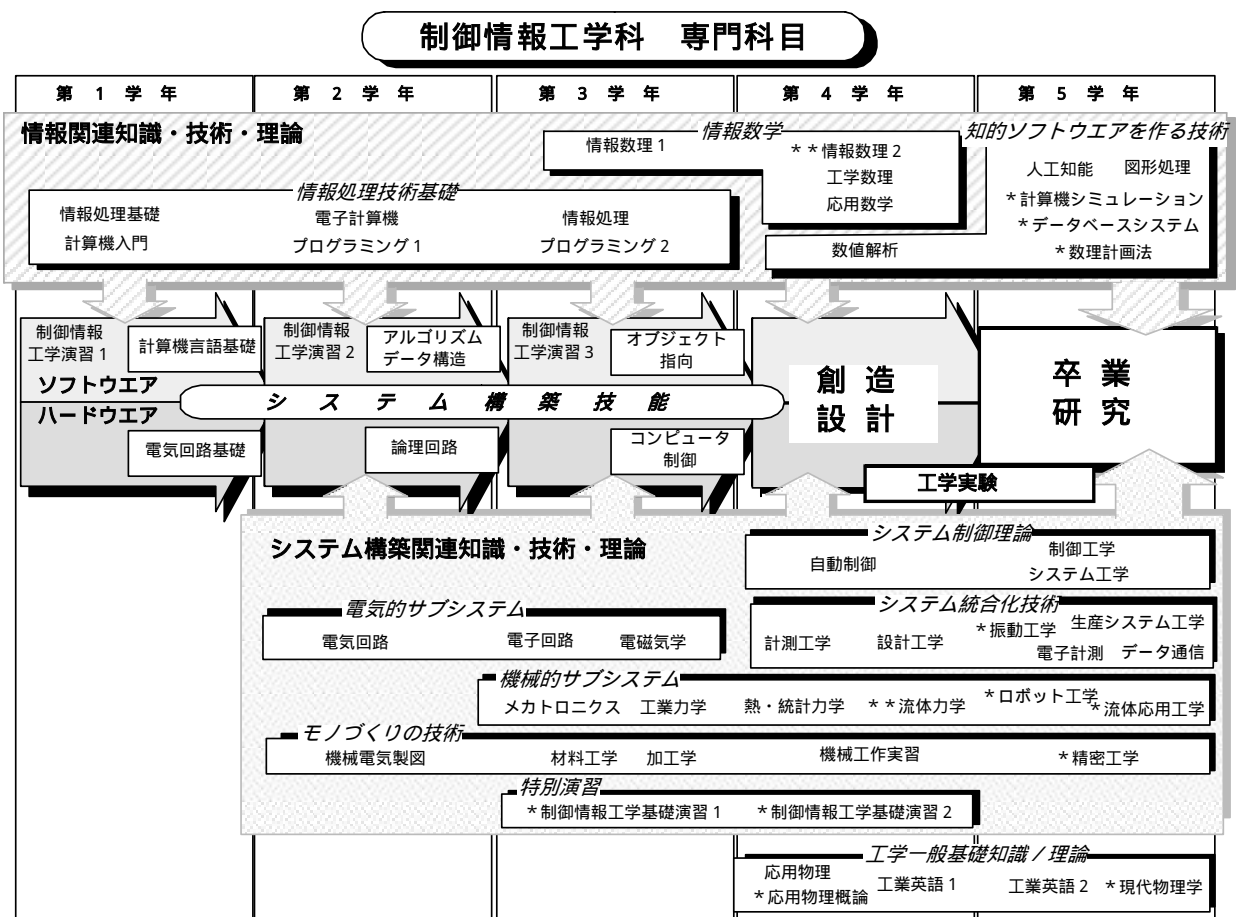 制御情報工学科 専門科目
第 1 学 年
第 2 学 年
第 3 学 年
第 4 学 年
第 5 学 年
情報関連知識・技術・理論
情報数学
情報数理 1
**情報数理 2
工学数理
応用数学
知的ソフトウエアを作る技術
人工知能 図形処理
*計算機シミュレーション
*データベースシステム
*数理計画法
数値解析
情報処理技術基礎
情報処理基礎
計算機入門
電子計算機
プログラミング 1
情報処理
プログラミング 2
制御情報
工学演習 1
計算機言語基礎
制御情報
工学演習 2
アルゴリズム
データ構造
制御情報
工学演習 3
オブジェクト
指向
ソフトウエア
ハードウエア
システム構築技能
電気回路基礎
論理回路
コンピュータ
制御
創 造
設 計
卒 業
研 究
工学実験
システム構築関連知識・技術・理論
システム制御理論
自動制御
制御工学
システム工学
電気的サブシステム
電気回路
電子回路
電磁気学
システム統合化技術
計測工学
設計工学
*振動工学
生産システム工学
電子計測 データ通信
機械的サブシステム
メカトロニクス
工業力学
熱・統計力学
**流体力学
*ロボット工学
*流体応用工学
モノづくりの技術
機械電気製図
材料工学
加工学
機械工作実習
*精密工学
特別演習
*制御情報工学基礎演習 1
*制御情報工学基礎演習 2
工学一般基礎知識/理論
応用物理
*応用物理概論
工業英語 1
工業英語 2
*現代物理学